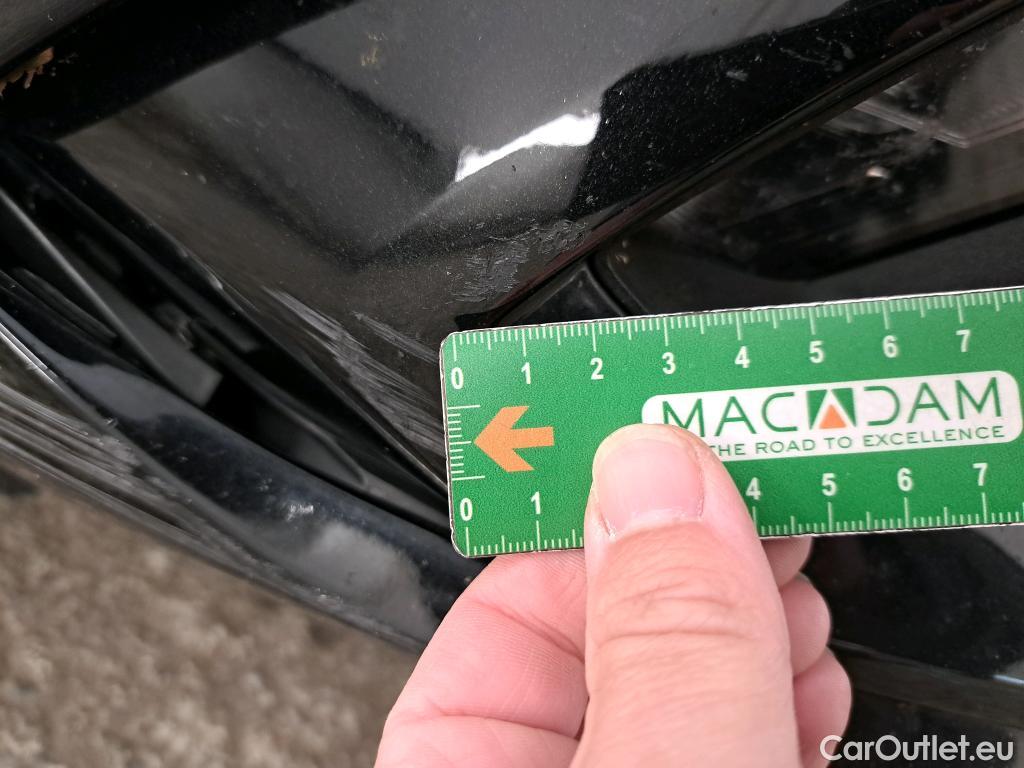 0 1 2 3 4 5 6 7
MACADAM
THE ROAD TO EXCELLENCE
0 1 4 5 6 7
CarOutlet.eu